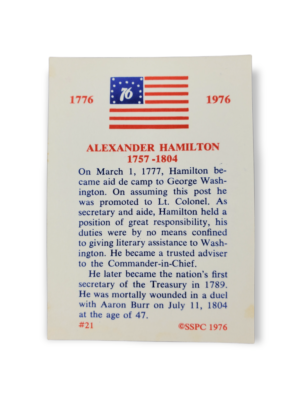 76
1776 1976
ALEXANDER HAMILTON
1757-1804
On March 1, 1777, Hamilton be-
came aid de camp to George Wash-
ington. On assuming this post he
was promoted to Lt. Colonel. As
secretary and aide, Hamilton held a
position of great responsibility, his
duties were by no means confined
to giving literary assistance to Wash-
ington. He became a trusted adviser
to the Commander-in-Chief.
He later became the nation's first
secretary of the Treasury in 1789.
He was mortally wounded in a duel
with Aaron Burr on July 11, 1804
at the age of 47.
#21 ©SSPC 1976